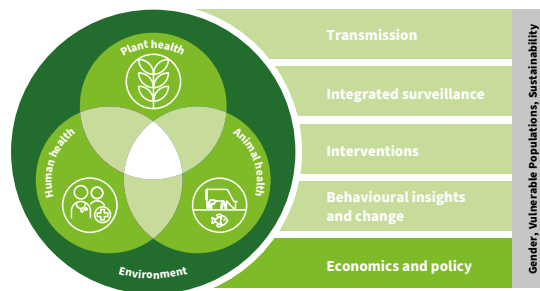 Plant health
Human health
Animal health
Environment
Transmission
Integrated surveillance
Interventions
Behavioural insights
and change
Economics and policy
Gender, Vulnerable Populations, Sustainability